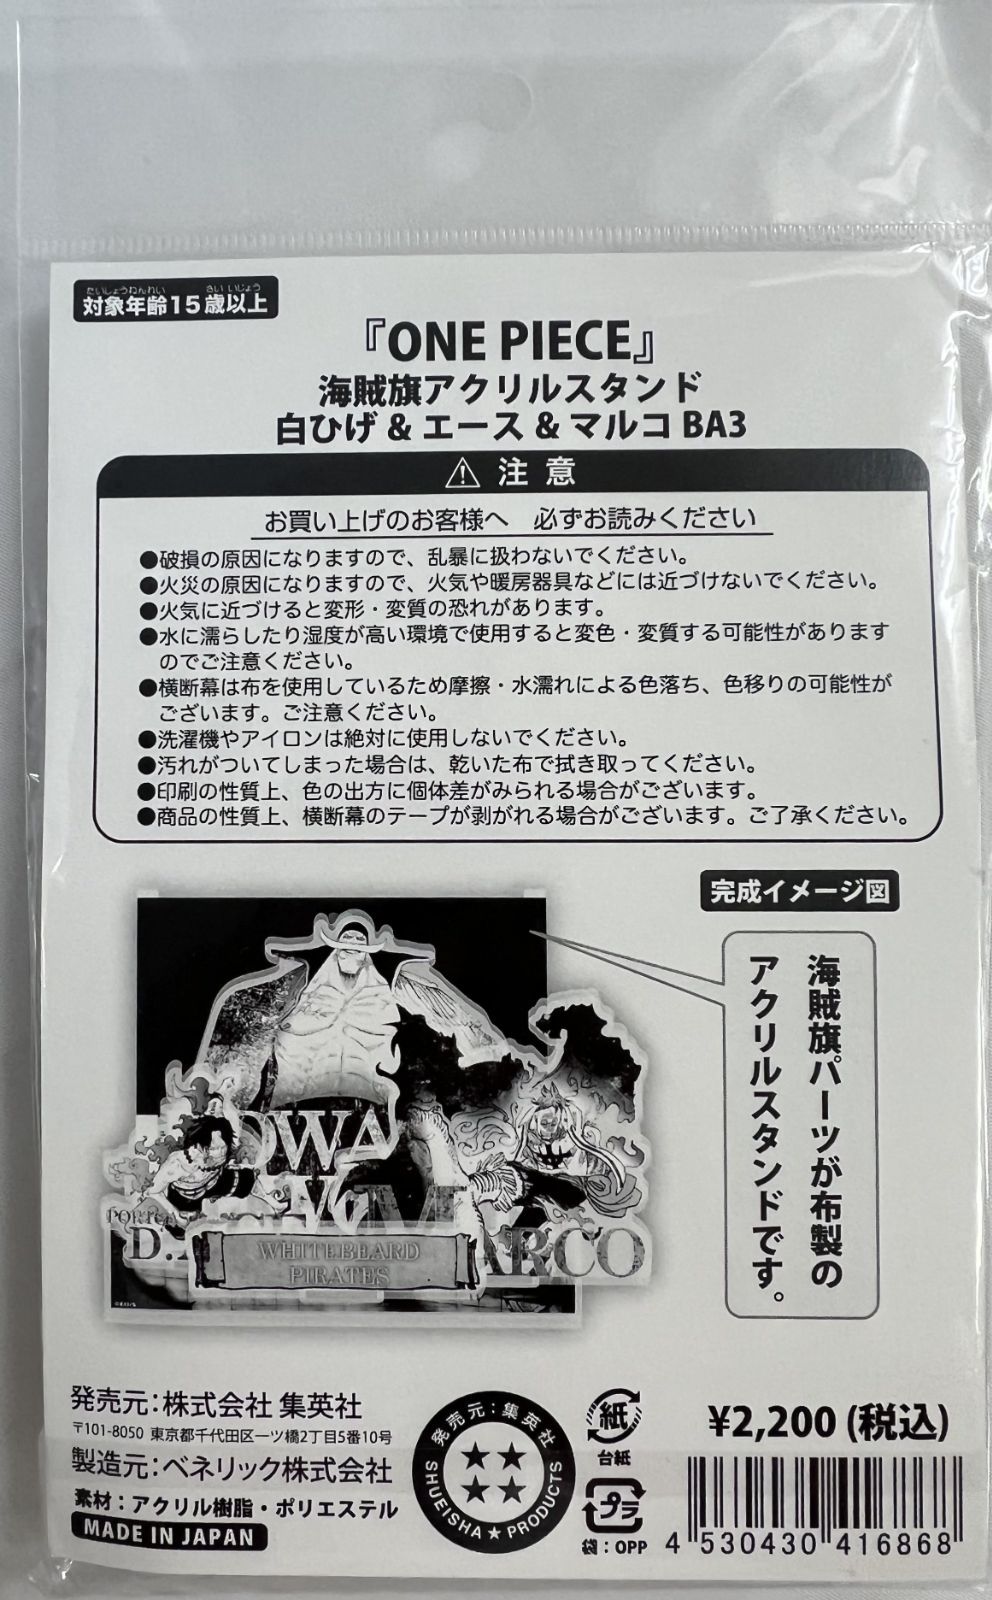 たいしょうねんれい さい いじょう
対象年齢15歳以上
『ONE PIECE』
海賊旗アクリルスタンド
白ひげ & エース & マルコ BA3
注 意
お買い上げのお客様へ 必ずお読みください
●破損の原因になりますので、乱暴に扱わないでください。
●火災の原因になりますので、火気や暖房器具などには近づけないでください。
●火気に近づけると変形・変質の恐れがあります。
●水に濡らしたり湿度が高い環境で使用すると変色・変質する可能性があります
のでご注意ください。
●横断幕は布を使用しているため摩擦・水濡れによる色落ち、色移りの可能性が
ございます。ご注意ください。
●洗濯機やアイロンは絶対に使用しないでください。
●汚れがついてしまった場合は、乾いた布で拭き取ってください。
●印刷の性質上、色の出方に個体差がみられる場合がございます。
●商品の性質上、横断幕のテープが剥がれる場合がございます。ご了承ください。
完成イメージ図
海賊旗パーツが布製の
アクリルスタンドです。
DWA
PORTGAS
D.
ARCO
WHITEBEARD
PIRATES
発売元：株式会社 集英社
〒101-8050 東京都千代田区一ツ橋2丁目5番10号
製造元：ベネリック株式会社
素材：アクリル樹脂・ポリエステル
MADE IN JAPAN
発売元：集英社
SHUEISHA ★ PRODUCTS
紙
台紙
プラ
袋：OPP
¥2,200 (税込)
4 530430 416868